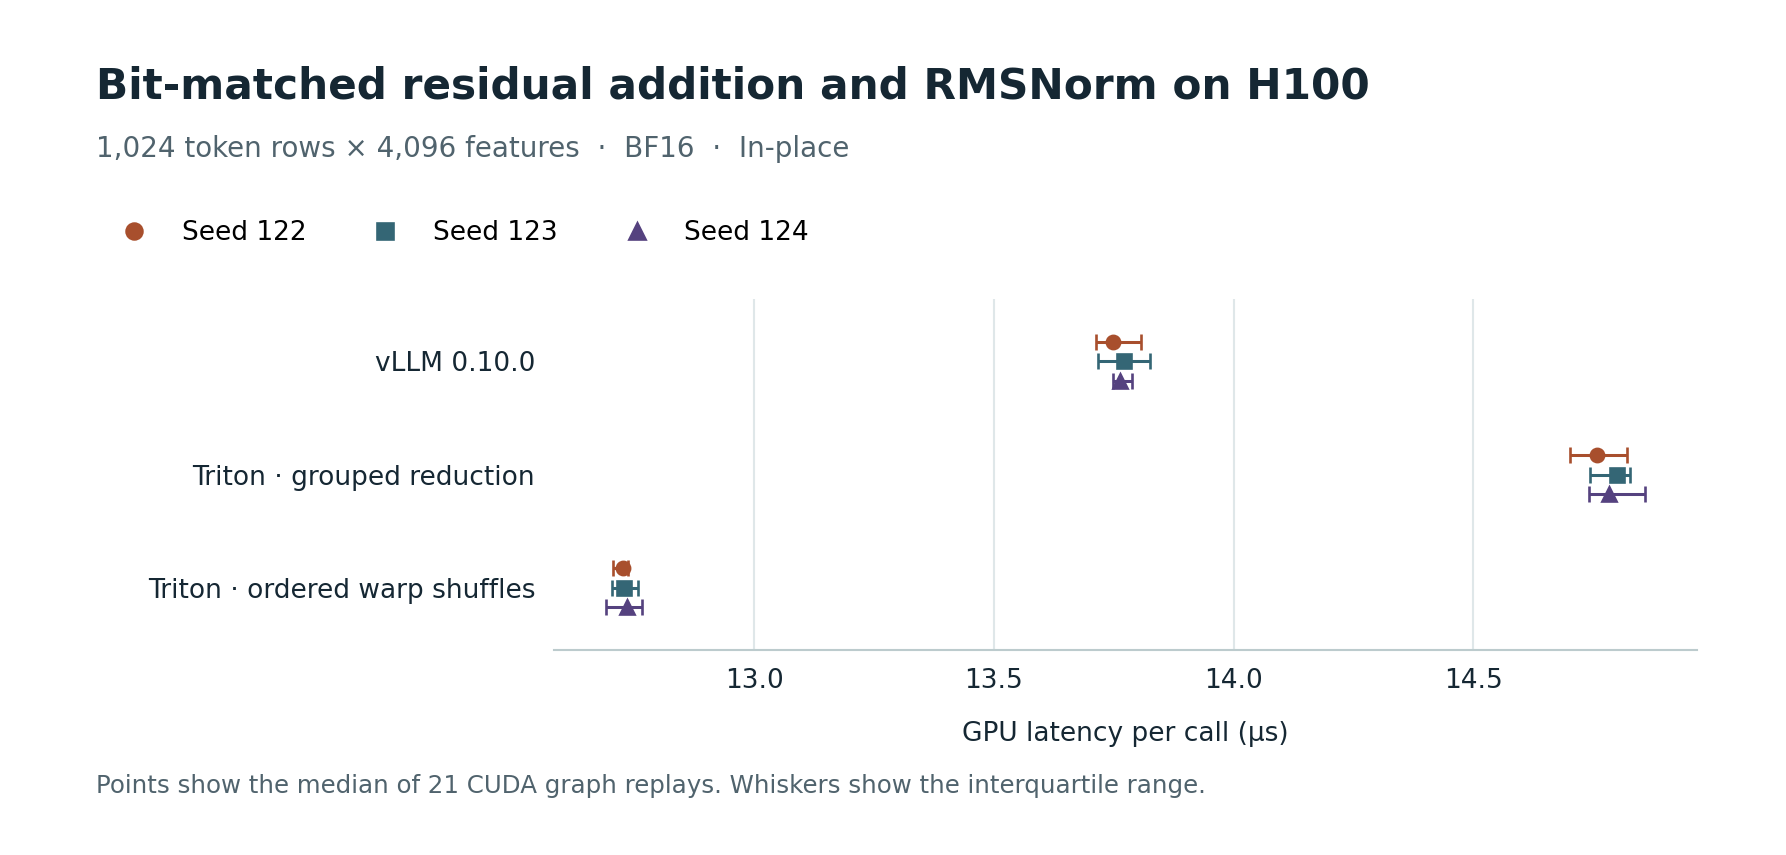 Bit-matched residual addition and RMSNorm on H100
1,024 token rows × 4,096 features · BF16 · In-place
Seed 122 Seed 123 Seed 124
vLLM 0.10.0
Triton · grouped reduction
Triton · ordered warp shuffles
13.0 13.5 14.0 14.5
GPU latency per call (µs)
Points show the median of 21 CUDA graph replays. Whiskers show the interquartile range.